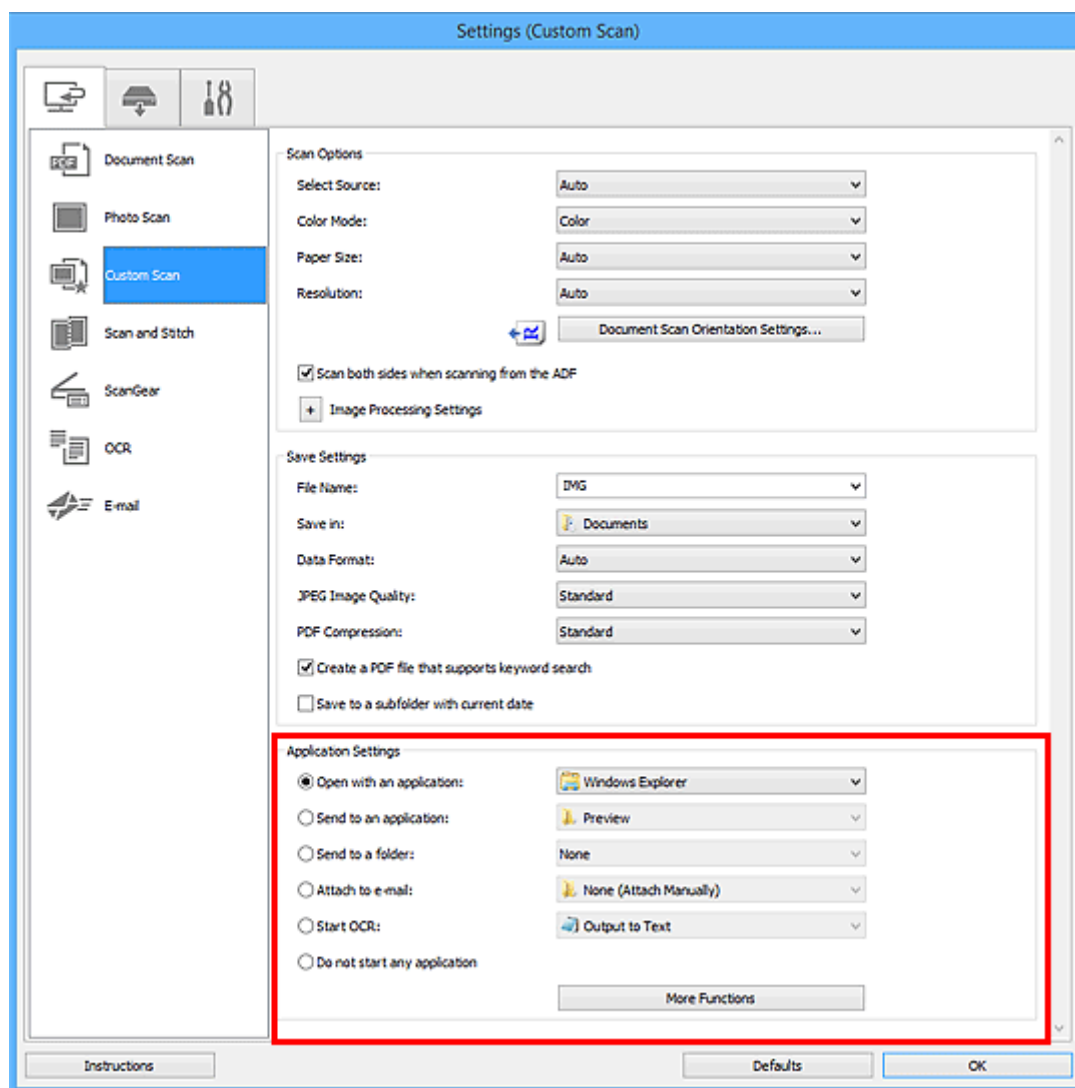 Settings (Custom Scan)
PDF
Document Scan
Photo Scan
Custom Scan
Scan and Stitch
ScanGear
OCR
E-mail
Scan Options
Select Source: Auto
Color Mode: Color
Paper Size: Auto
Resolution: Auto
R Document Scan Orientation Settings...
Scan both sides when scanning from the ADF
+ Image Processing Settings
Save Settings
File Name: IMG
Save in: Documents
Data Format: Auto
JPEG Image Quality: Standard
PDF Compression: Standard
Create a PDF file that supports keyword search
Save to a subfolder with current date
Application Settings
Open with an application: Windows Explorer
Send to an application: Preview
Send to a folder: None
Attach to e-mail: None (Attach Manually)
Start OCR: Output to Text
Do not start any application
More Functions
Instructions Defaults OK